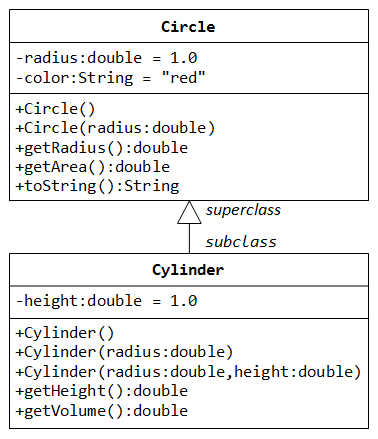 Circle
-radius:double = 1.0
-color:String = "red"
+Circle()
+Circle(radius:double)
+getRadius():double
+getArea():double
+toString():String
superclass
subclass
Cylinder
-height:double = 1.0
+Cylinder()
+Cylinder(radius:double)
+Cylinder(radius:double,height:double)
+getHeight():double
+getVolume():double